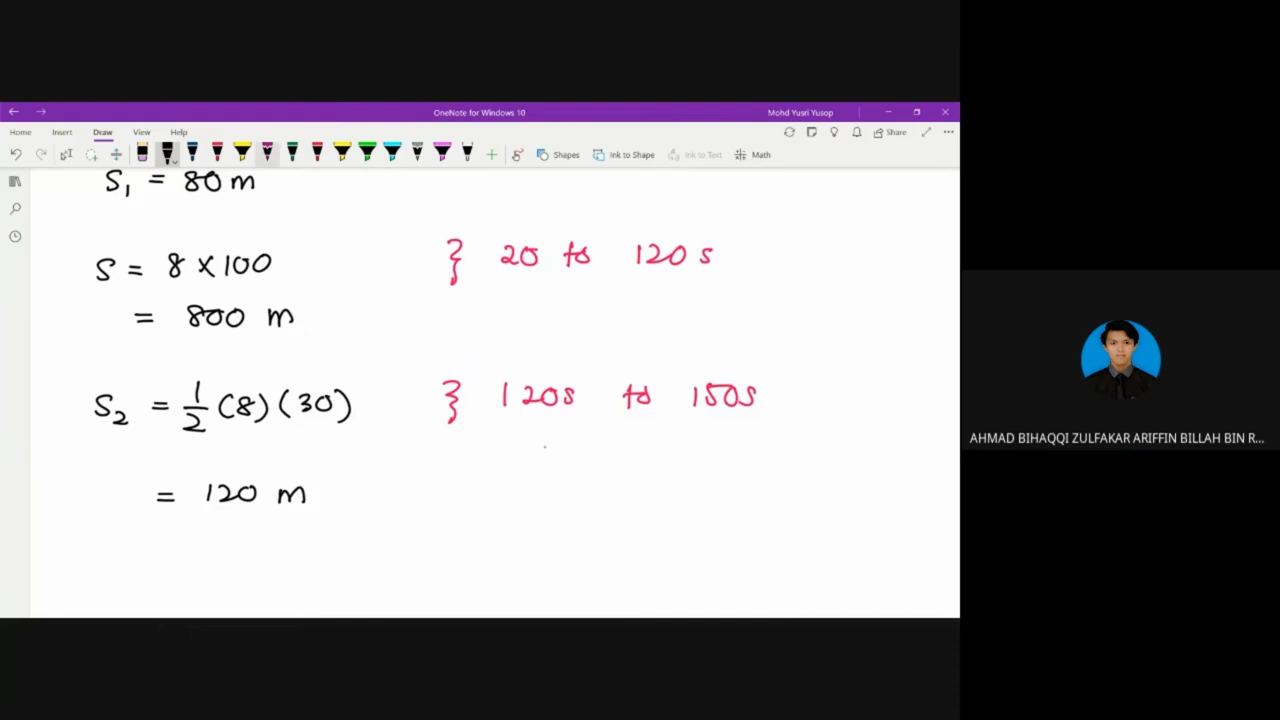 OneNote for Windows 10
Mohd Yusri Yusop
Home Insert Draw View Help
Share
Shapes Ink to Shape Ink to Text Math
S₁ = 80 m
S = 8 × 100 } 20 to 120 s
= 800 m
S₂ = 1/2 (8)(30) } 120s to 150s
= 120 m
AHMAD BIHAQQI ZULFAKAR ARIFFIN BILLAH BIN R...